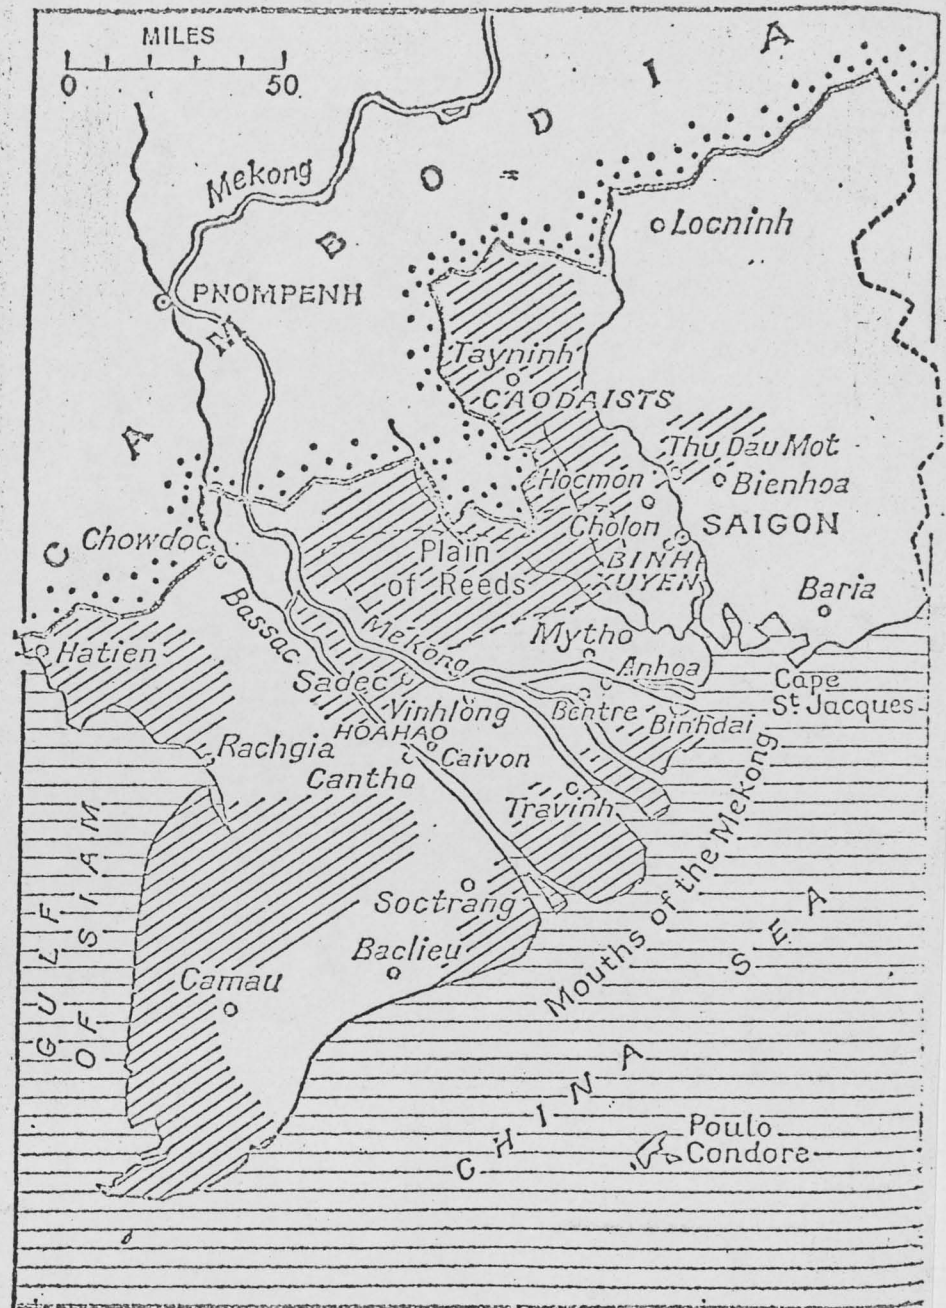 MILES
0 50
CAMBODIA
Mekong
Locninh
PNOMPENH
Tayninh
CAODAISTS
Thu Dau Mot
Hocmon
Bienhoa
Cholon
SAIGON
Chowdoc
Plain
of Reeds
BINH
XUYEN
Baria
Bassac
Mekong
Mytho
Hatien
Anhoa
Sadec
Cape
St. Jacques
Vinhlong
Bentre
Binhdai
HOAHAO
Rachgia
Caivon
Cantho
Travinh
Mouths of the Mekong
GULF
OF SIAM
Soctrang
Baclieu
Camau
CHINA SEA
Poulo
Condore